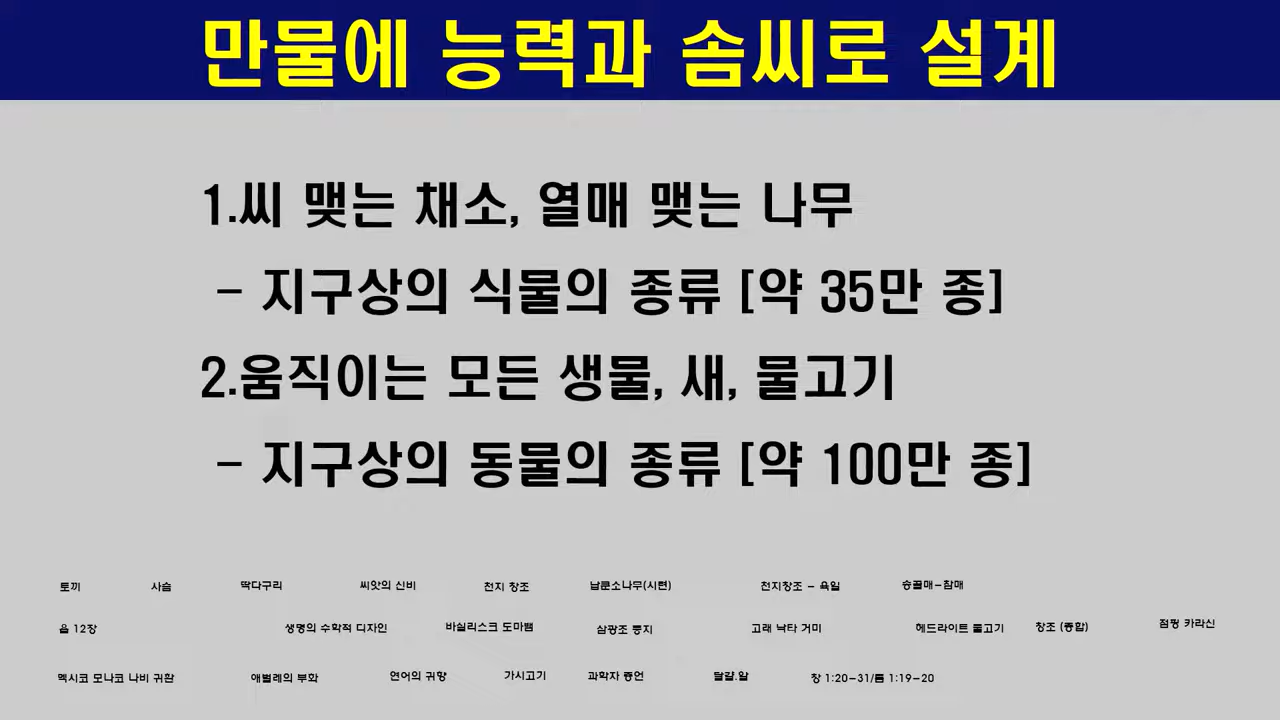 만물에 능력과 솜씨로 설계
1.씨 맺는 채소, 열매 맺는 나무
- 지구상의 식물의 종류 [약 35만 종]
2.움직이는 모든 생물, 새, 물고기
- 지구상의 동물의 종류 [약 100만 종]
토끼 사슴 딱다구리 씨앗의 신비 천지 창조 남문소나무(시편) 천지창조 - 욕일 송골매-참매
욥 12장 생명의 수학적 디자인 바실리스크 도마뱀 삼광조 둥지 고래 낙타 거미 헤드라이트 물고기 창조 (종합) 점핑 카라신
멕시코 모나코 나비 귀환 애벌레의 부화 연어의 귀향 가시고기 과학자 증언 달걀.알 창 1:20-31/롬 1:19-20